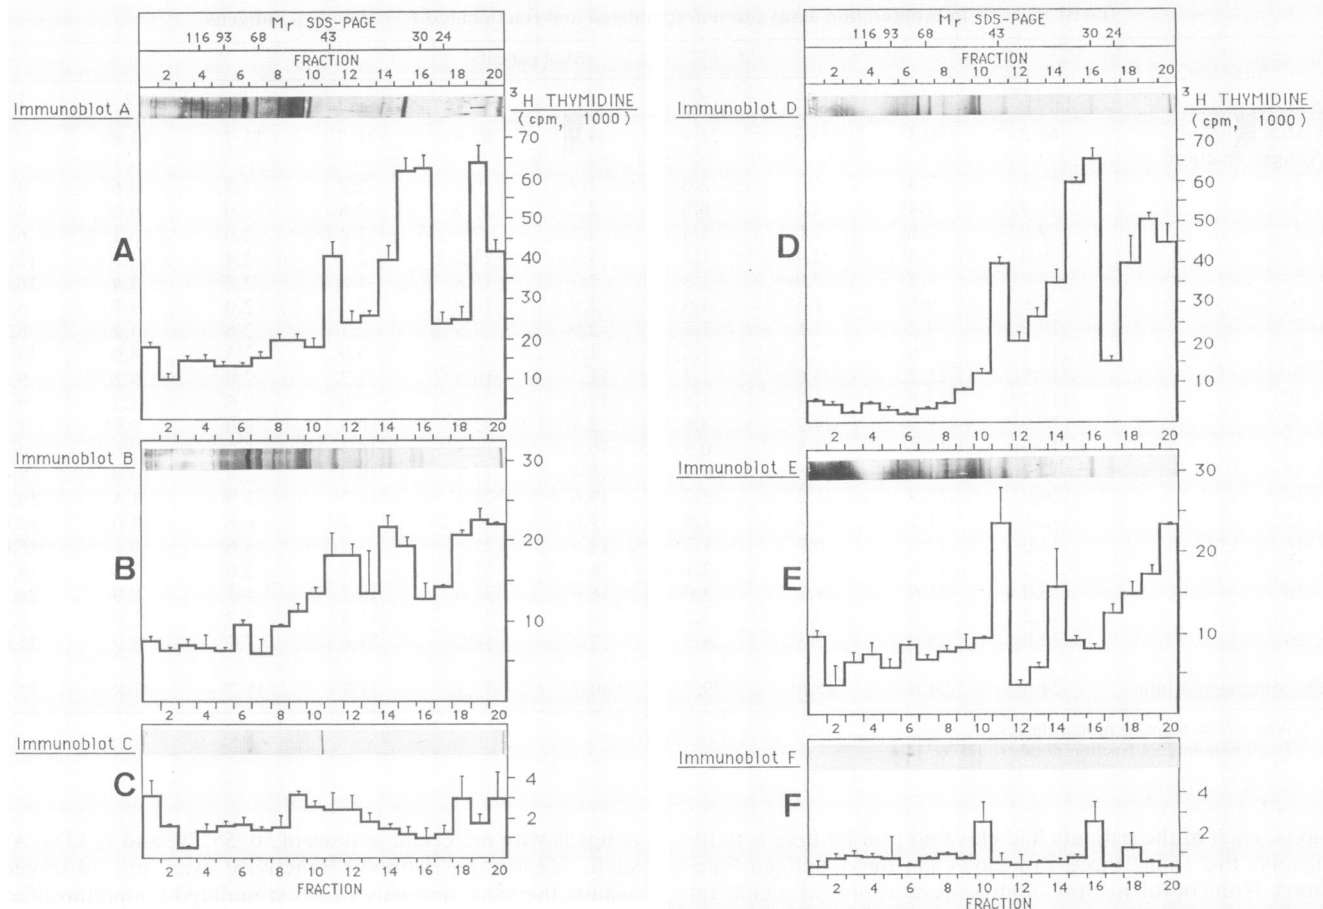 Mr SDS-PAGE
116 93 68 43 30 24
FRACTION
2 4 6 8 10 12 14 16 18 20
Immunoblot A
3
H THYMIDINE
(cpm, 1000)
70
60
50
40
30
20
10
A
2 4 6 8 10 12 14 16 18 20
Immunoblot B
30
20
10
B
2 4 6 8 10 12 14 16 18 20
Immunoblot C
4
2
C
2 4 6 8 10 12 14 16 18 20
FRACTION
Mr SDS-PAGE
116 93 68 43 30 24
FRACTION
2 4 6 8 10 12 14 16 18 20
Immunoblot D
3
H THYMIDINE
(cpm, 1000)
70
60
50
40
30
20
10
D
2 4 6 8 10 12 14 16 18 20
Immunoblot E
30
20
10
E
2 4 6 8 10 12 14 16 18 20
Immunoblot F
4
2
F
2 4 6 8 10 12 14 16 18 20
FRACTION